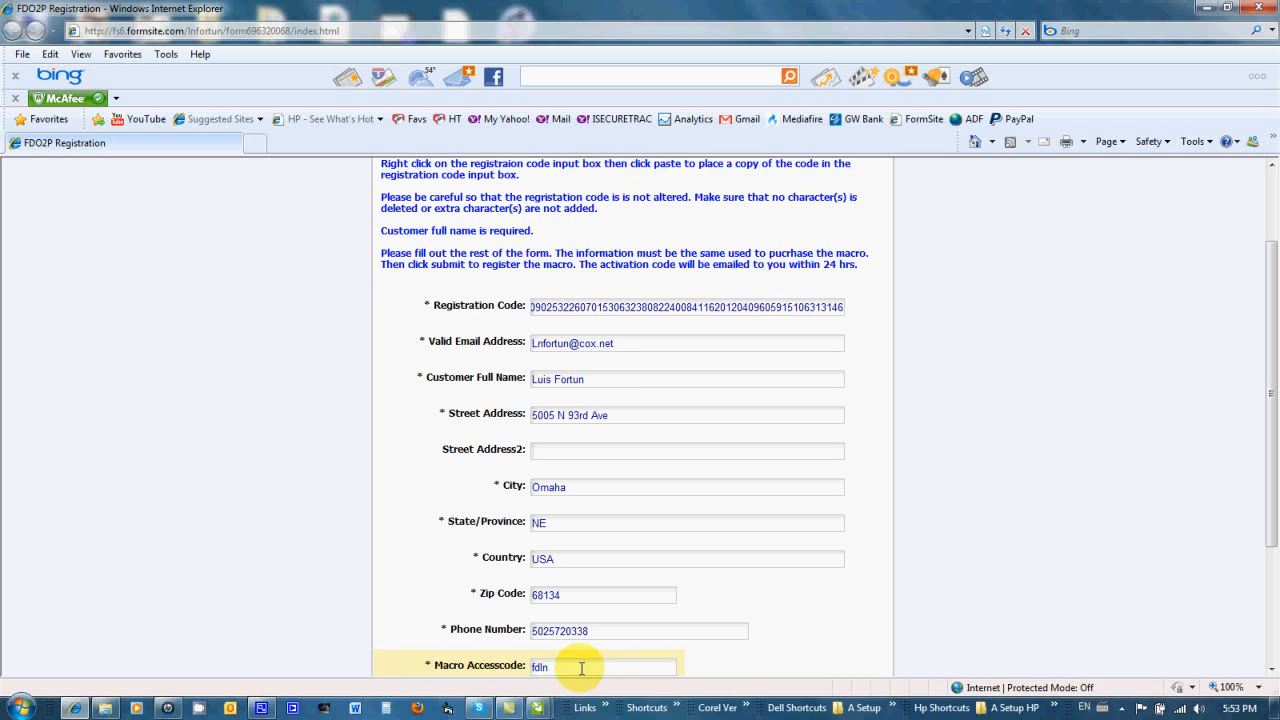 FDO2P Registration - Windows Internet Explorer
http://fs6.formsite.com/lnfortun/form696320068/index.html
Bing
File Edit View Favorites Tools Help
bing 54°
McAfee
Favorites YouTube Suggested Sites HP - See What's Hot Favs HT My Yahoo! Mail ISECURETRAC Analytics Gmail Mediafire GW Bank FormSite ADF PayPal
FDO2P Registration Page Safety Tools
Right click on the registraion code input box then click paste to place a copy of the code in the
registration code input box.
Please be careful so that the regristation code is is not altered. Make sure that no character(s) is
deleted or extra character(s) are not added.
Customer full name is required.
Please fill out the rest of the form. The information must be the same used to pucrhase the macro.
Then click submit to register the macro. The activation code will be emailed to you within 24 hrs.
* Registration Code: 09025322607015306323808224008411620120409605915106313146
* Valid Email Address: Lnfortun@cox.net
* Customer Full Name: Luis Fortun
* Street Address: 5005 N 93rd Ave
Street Address2:
* City: Omaha
* State/Province: NE
* Country: USA
* Zip Code: 68134
* Phone Number: 5025720338
* Macro Accesscode: fdln
Internet | Protected Mode: Off 100%
Links Shortcuts Corel Ver Dell Shortcuts A Setup Hp Shortcuts A Setup HP EN 5:53 PM